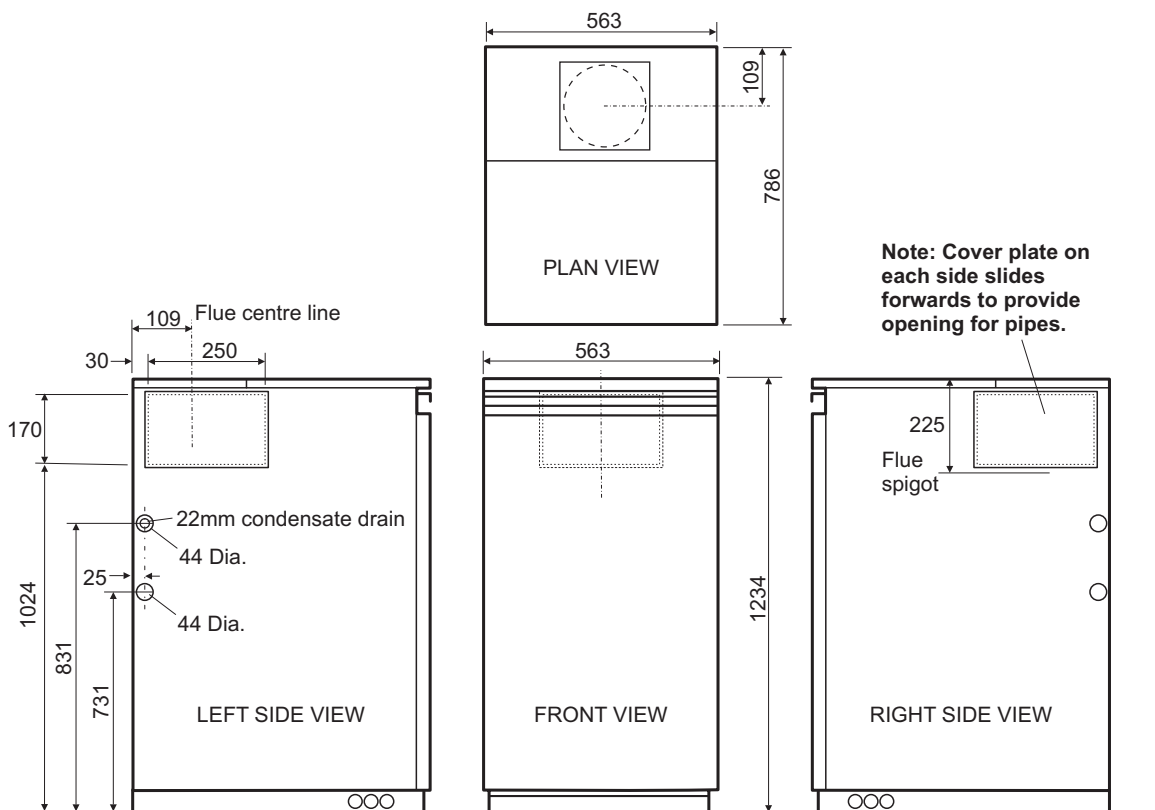 563
109
786
PLAN VIEW
Note: Cover plate on
each side slides
forwards to provide
opening for pipes.
Flue centre line
109
30
250
563
170
225
Flue
spigot
22mm condensate drain
44 Dia.
25
44 Dia.
1024
831
731
1234
LEFT SIDE VIEW
FRONT VIEW
RIGHT SIDE VIEW